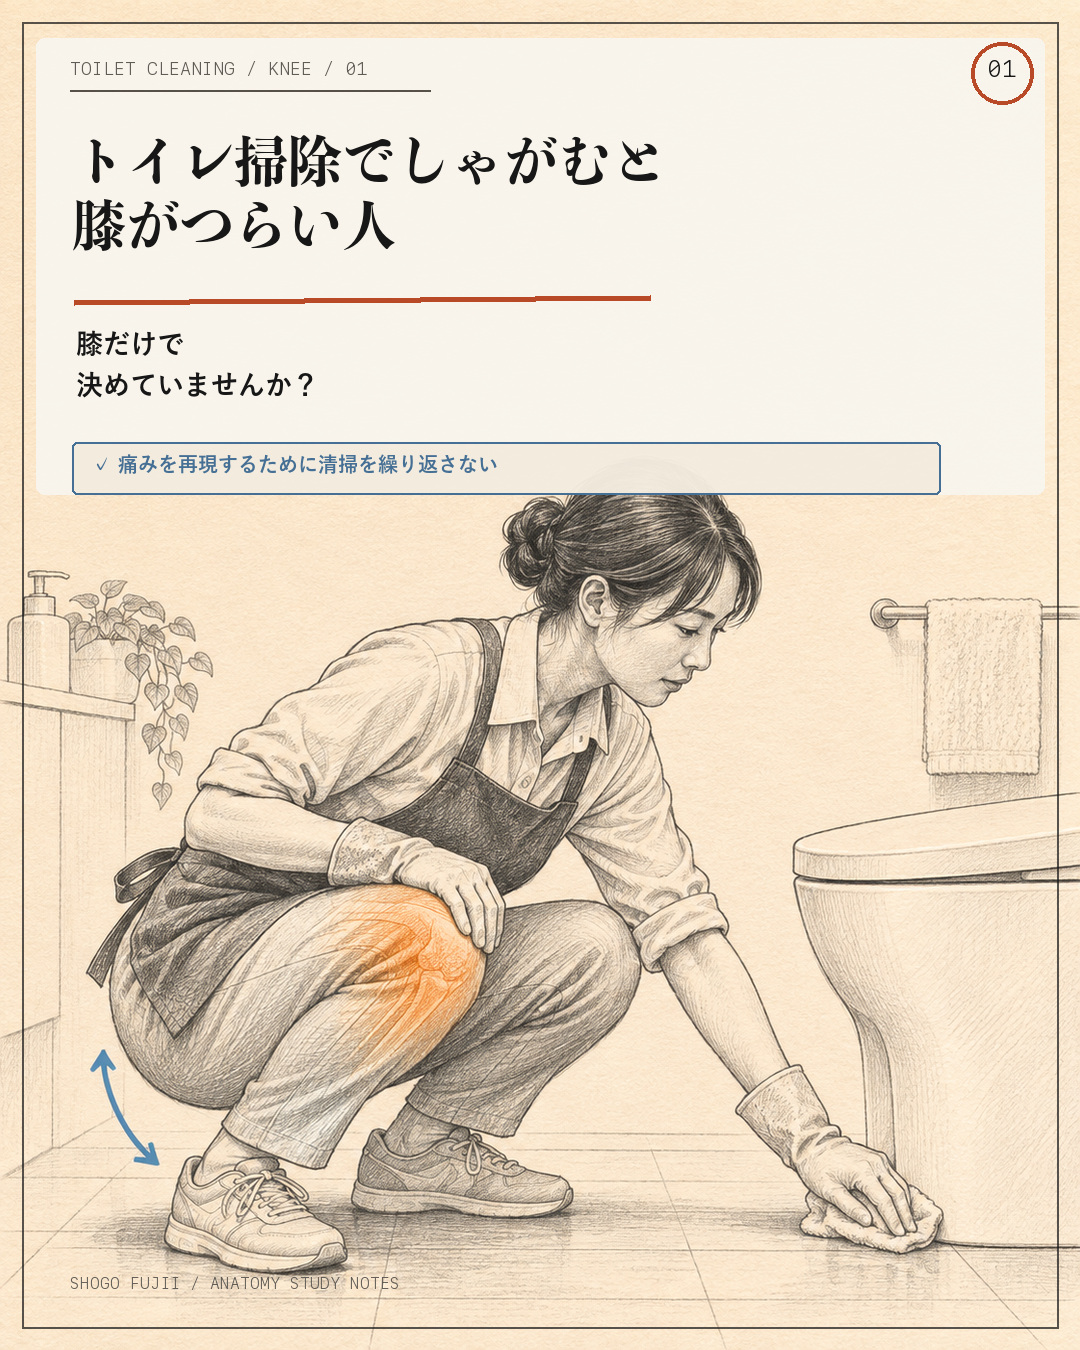 TOILET CLEANING / KNEE / 01
01
トイレ掃除でしゃがむと
膝がつらい人
膝だけで
決めていませんか？
✓ 痛みを再現するために清掃を繰り返さない
SHOGO FUJII / ANATOMY STUDY NOTES